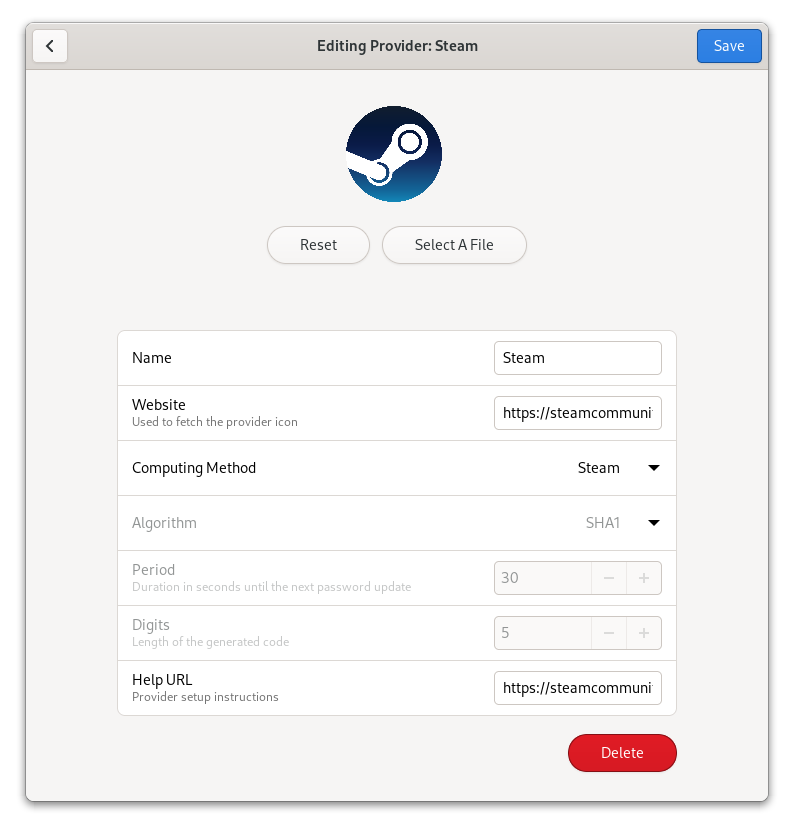 Editing Provider: Steam
Save
Reset
Select A File
Name
Steam
Website
Used to fetch the provider icon
https://steamcommuni
Computing Method
Steam
Algorithm
SHA1
Period
Duration in seconds until the next password update
30
Digits
Length of the generated code
5
Help URL
Provider setup instructions
https://steamcommuni
Delete